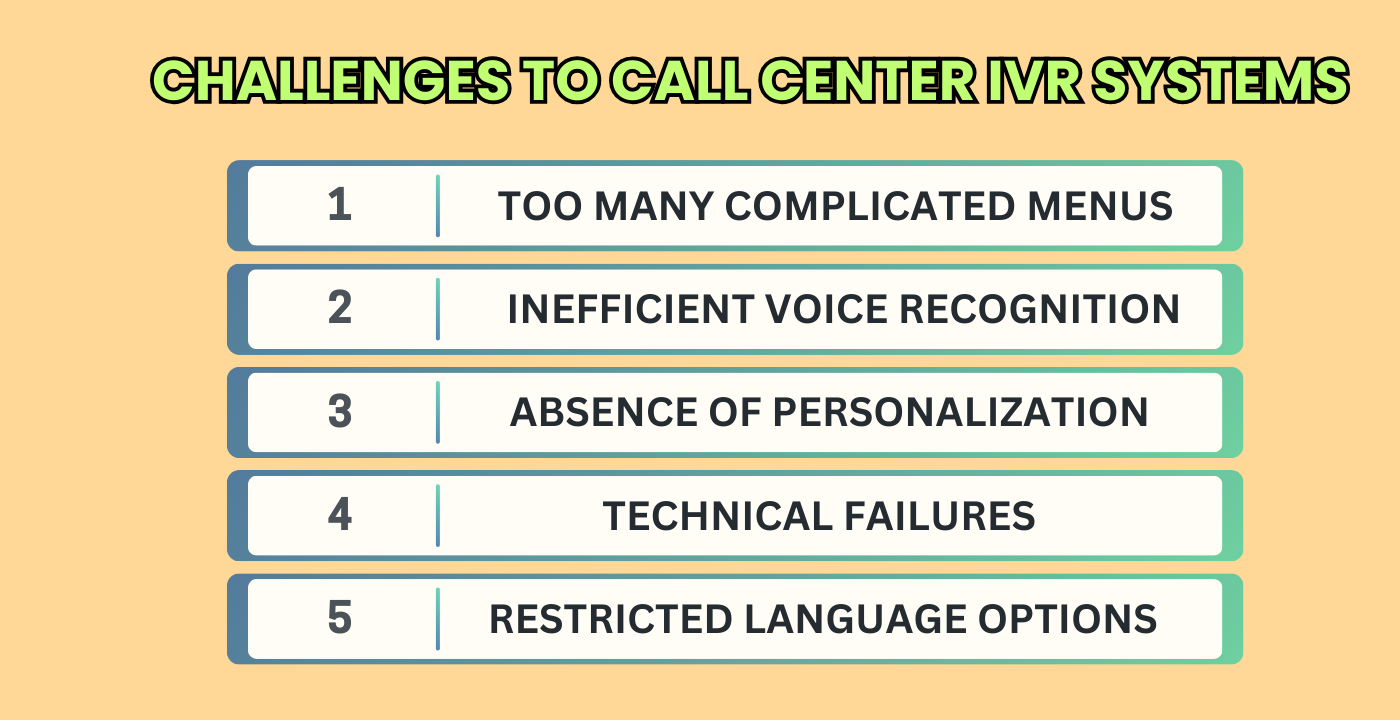 CHALLENGES TO CALL CENTER IVR SYSTEMS
1 TOO MANY COMPLICATED MENUS
2 INEFFICIENT VOICE RECOGNITION
3 ABSENCE OF PERSONALIZATION
4 TECHNICAL FAILURES
5 RESTRICTED LANGUAGE OPTIONS